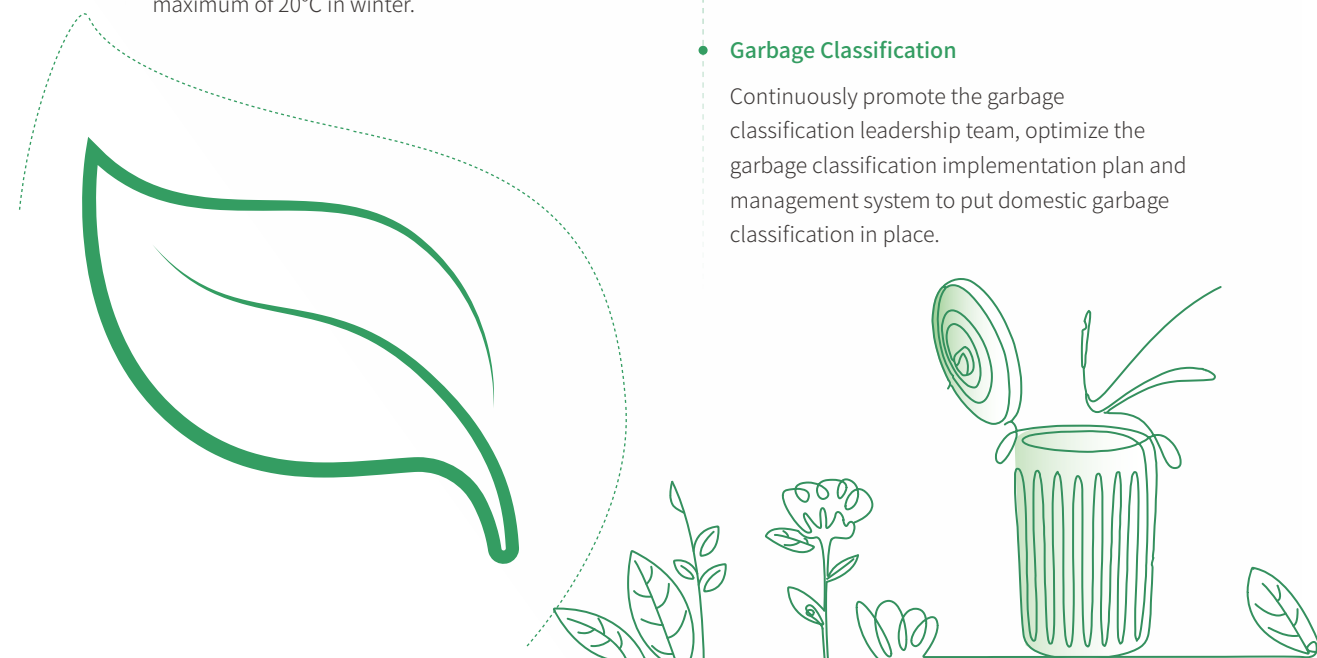 maximum of 20°C in winter.
Garbage Classification
Continuously promote the garbage
classification leadership team, optimize the
garbage classification implementation plan and
management system to put domestic garbage
classification in place.